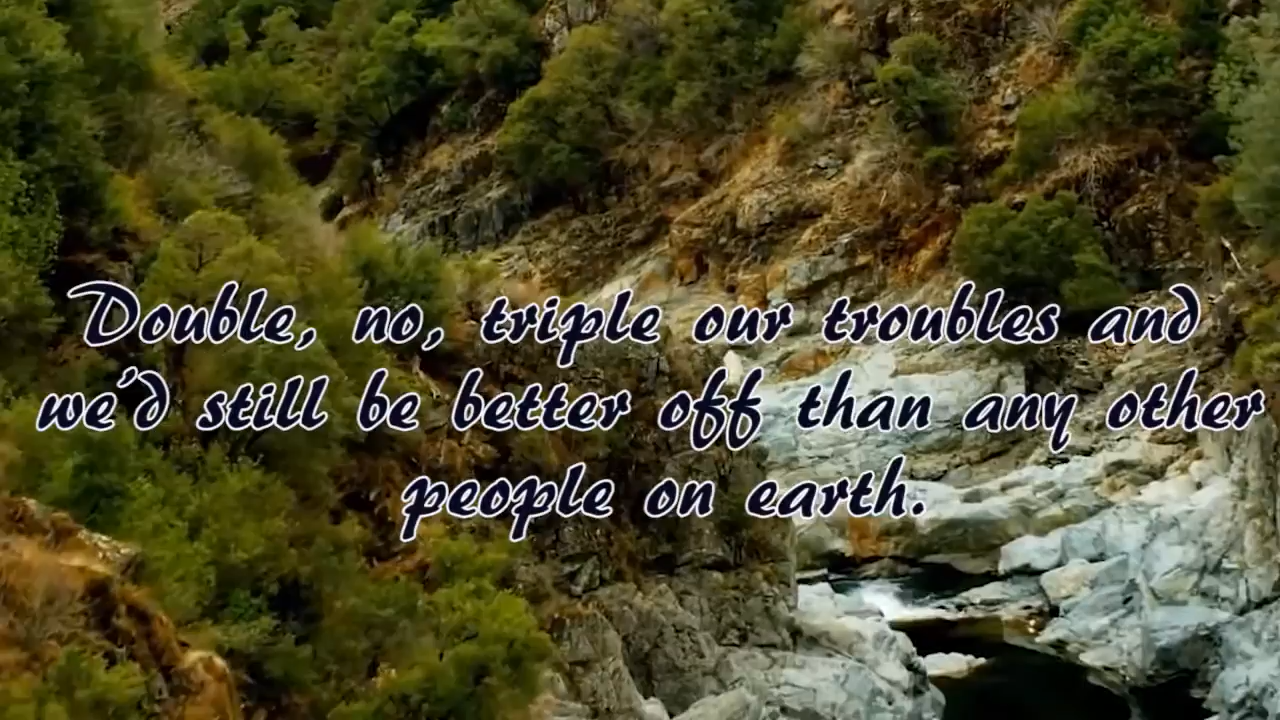 Double, no, triple our troubles and
we'd still be better off than any other
people on earth.